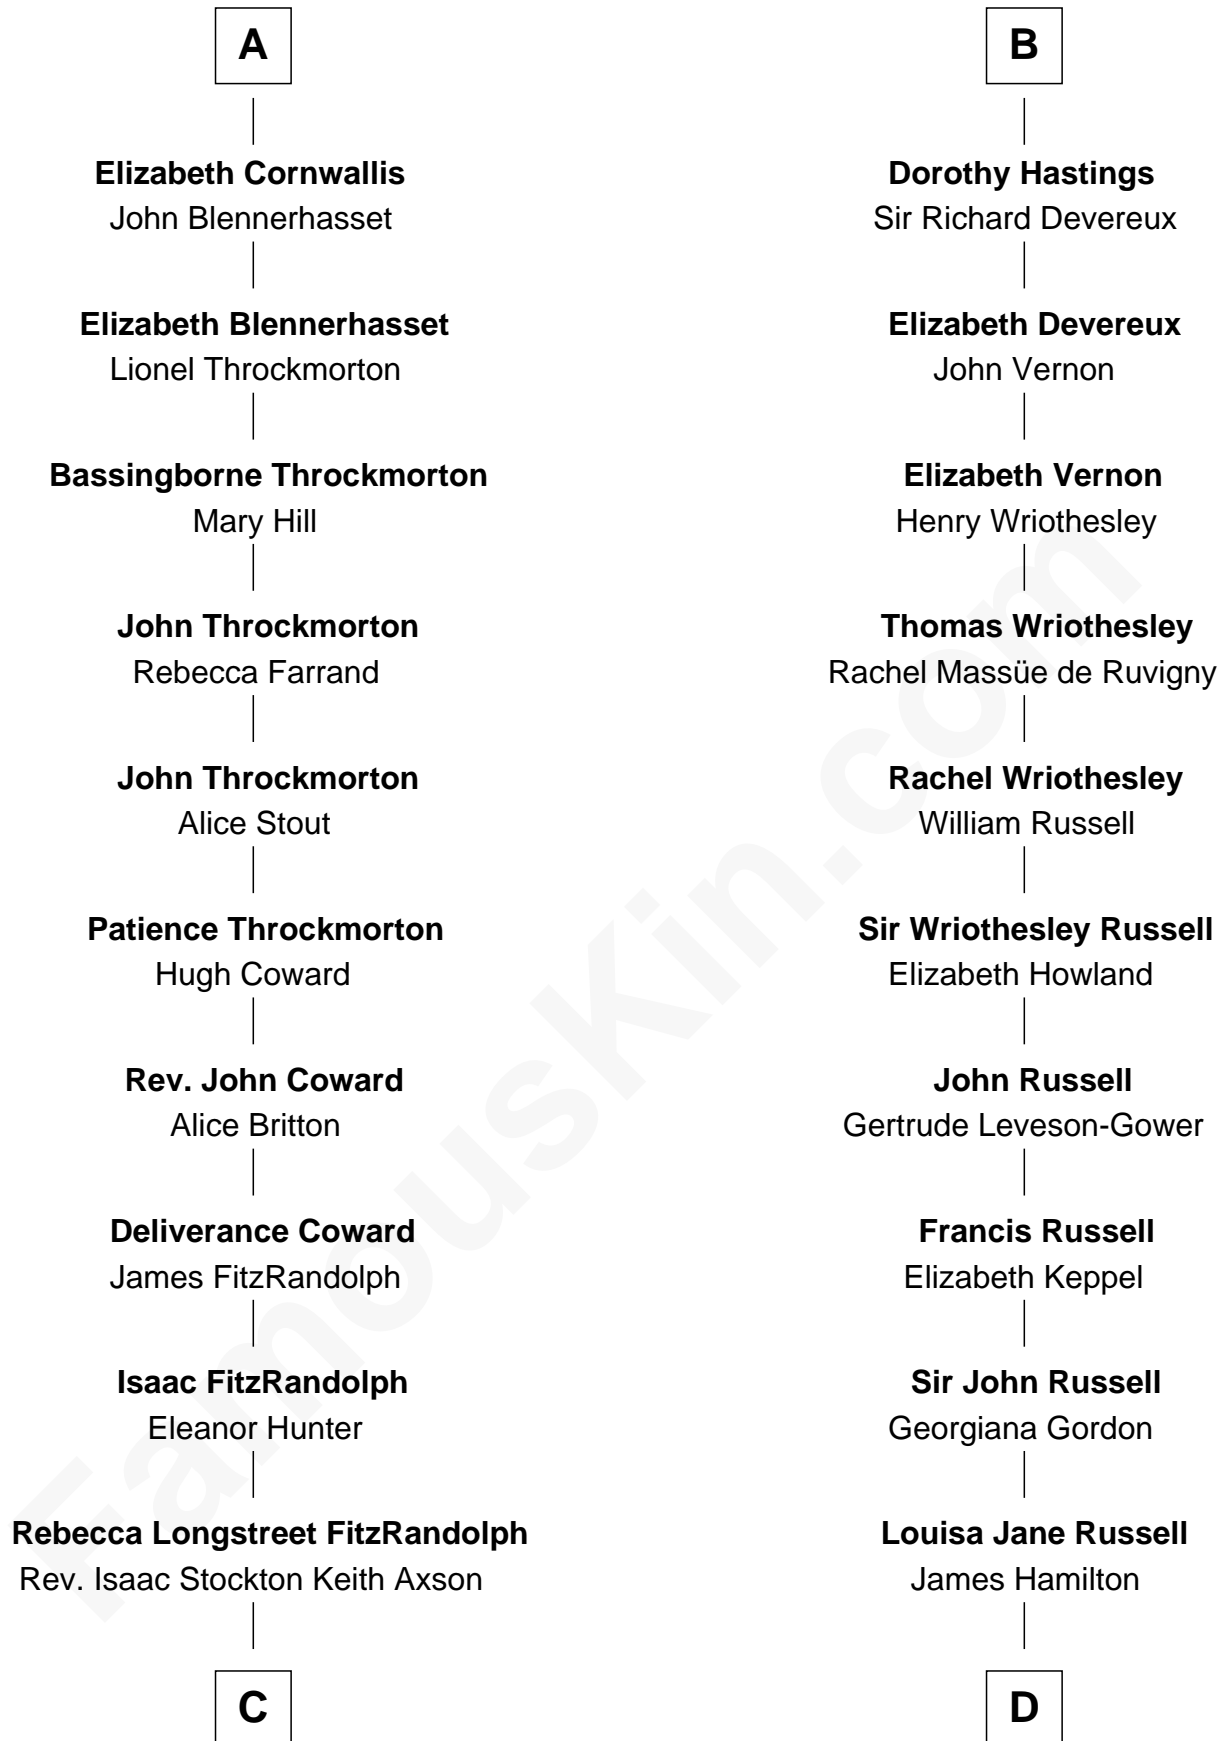 A
Elizabeth Cornwallis
John Blennerhasset
Elizabeth Blennerhasset
Lionel Throckmorton
Bassingborne Throckmorton
Mary Hill
John Throckmorton
Rebecca Farrand
John Throckmorton
Alice Stout
Patience Throckmorton
Hugh Coward
Rev. John Coward
Alice Britton
Deliverance Coward
James FitzRandolph
Isaac FitzRandolph
Eleanor Hunter
Rebecca Longstreet FitzRandolph
Rev. Isaac Stockton Keith Axson
C
B
Dorothy Hastings
Sir Richard Devereux
Elizabeth Devereux
John Vernon
Elizabeth Vernon
Henry Wriothesley
Thomas Wriothesley
Rachel Massüe de Ruvigny
Rachel Wriothesley
William Russell
Sir Wriothesley Russell
Elizabeth Howland
John Russell
Gertrude Leveson-Gower
Francis Russell
Elizabeth Keppel
Sir John Russell
Georgiana Gordon
Louisa Jane Russell
James Hamilton
D
FamousKin.com